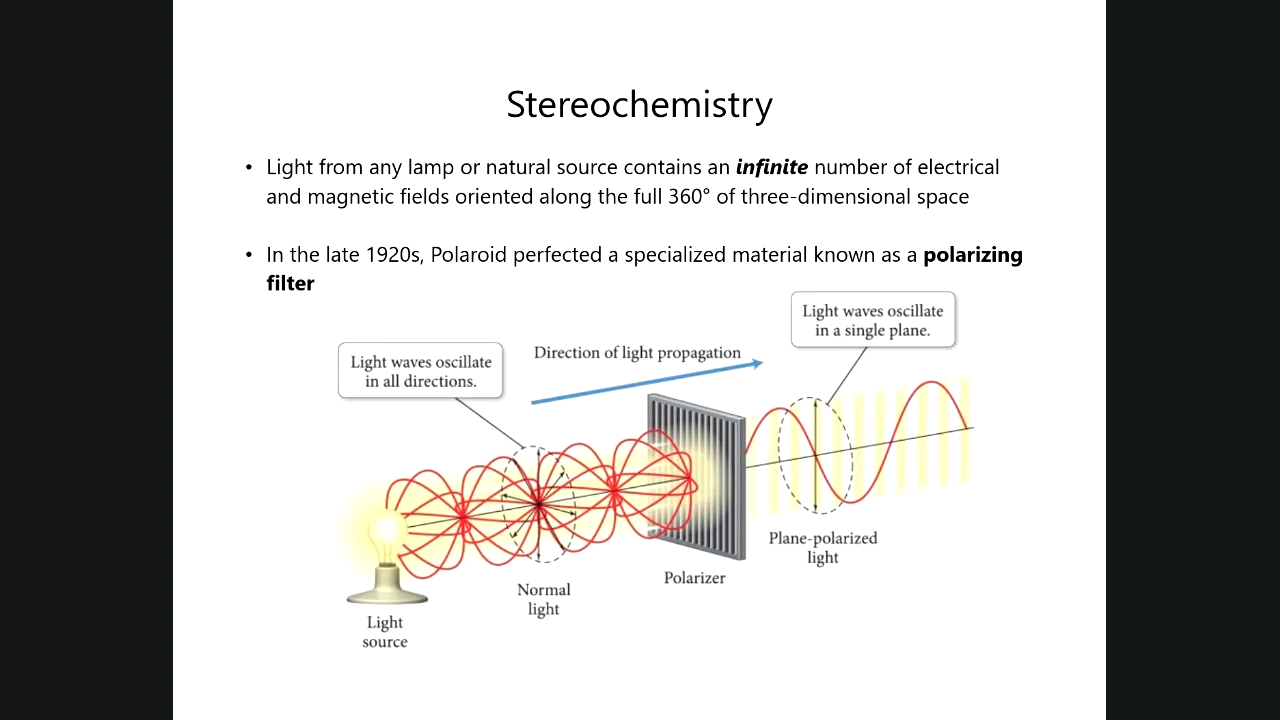 Stereochemistry
• Light from any lamp or natural source contains an infinite number of electrical
and magnetic fields oriented along the full 360° of three-dimensional space
• In the late 1920s, Polaroid perfected a specialized material known as a polarizing
filter
Light waves oscillate
in a single plane.
Direction of light propagation
Light waves oscillate
in all directions.
Plane-polarized
light
Polarizer
Normal
light
Light
source